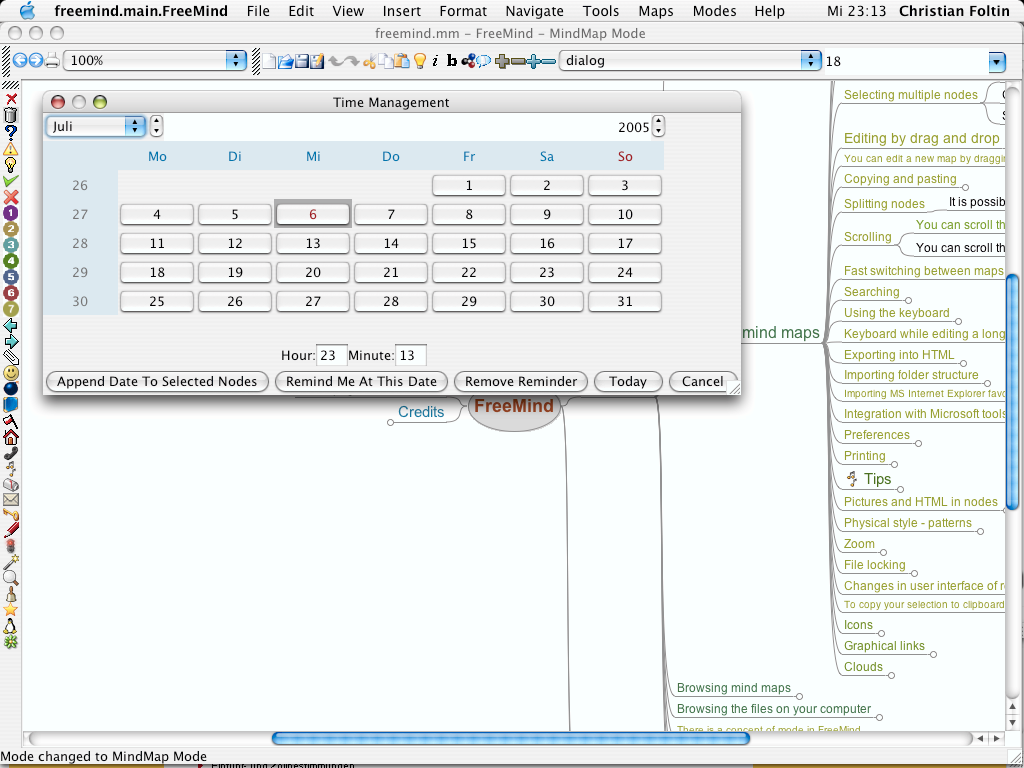 freemind.main.FreeMind File Edit View Insert Format Navigate Tools Maps Modes Help Mi 23:13 Christian Foltin
freemind.mm – FreeMind – MindMap Mode
100% i b dialog 18
Time Management
Juli 2005
Mo Di Mi Do Fr Sa So
26 1 2 3
27 4 5 6 7 8 9 10
28 11 12 13 14 15 16 17
29 18 19 20 21 22 23 24
30 25 26 27 28 29 30 31
Hour: 23 Minute: 13
Append Date To Selected Nodes Remind Me At This Date Remove Reminder Today Cancel
1
2
3
4
5
6
7
Credits
FreeMind
mind maps
Selecting multiple nodes
Editing by drag and drop
You can edit a new map by draggi
Copying and pasting
Splitting nodes It is possib
You can scroll th
Scrolling
You can scroll th
Fast switching between maps
Searching
Using the keyboard
Keyboard while editing a long
Exporting into HTML
Importing folder structure
Importing MS Internet Explorer favo
Integration with Microsoft tools
Preferences
Printing
Tips
Pictures and HTML in nodes
Physical style - patterns
Zoom
File locking
Changes in user interface of r
To copy your selection to clipboard
Icons
Graphical links
Clouds
Browsing mind maps
Browsing the files on your computer
There is a concept of mode in FreeMind
Mode changed to MindMap Mode